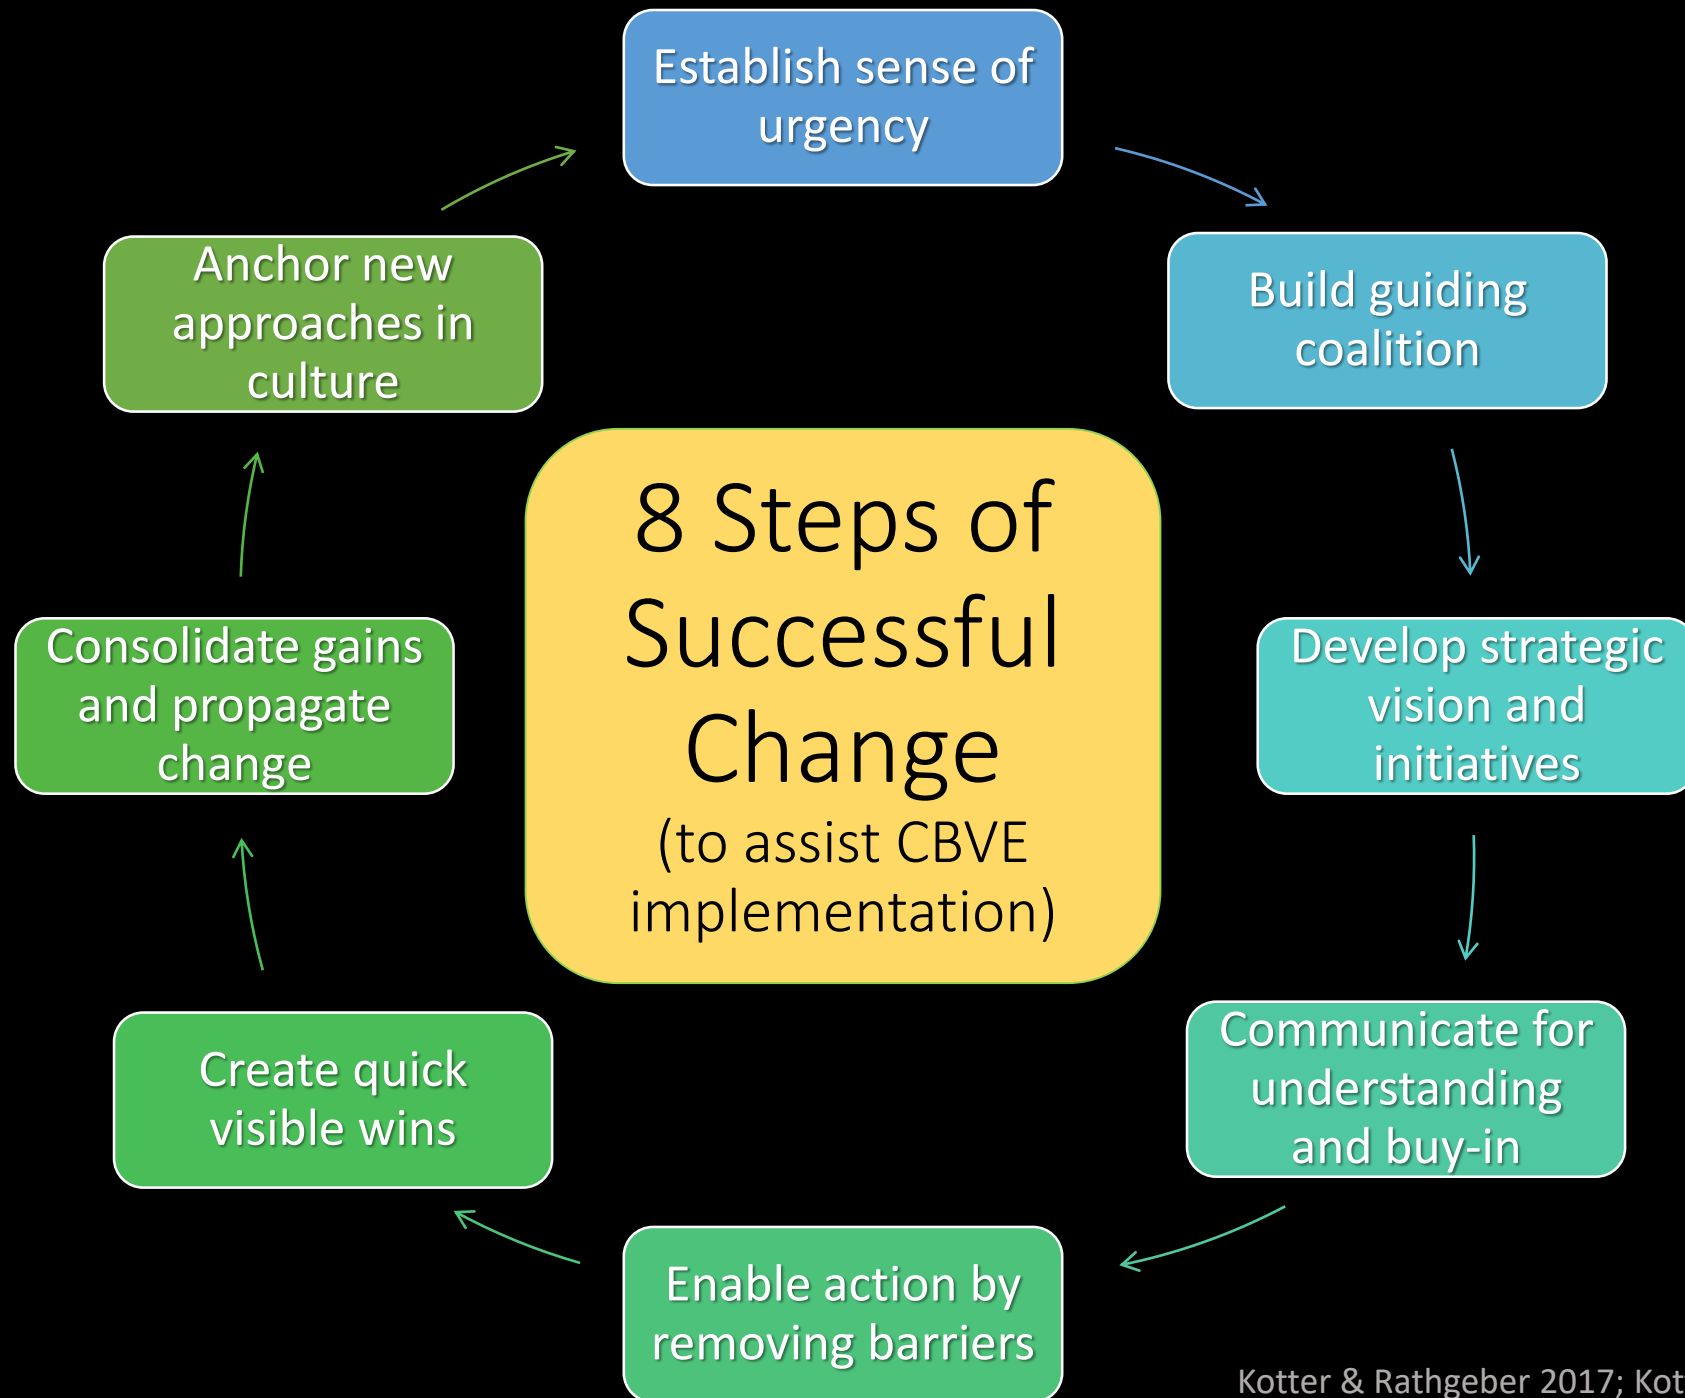 Establish sense of
urgency
Build guiding
coalition
Develop strategic
vision and
initiatives
Communicate for
understanding
and buy-in
Enable action by
removing barriers
Create quick
visible wins
Consolidate gains
and propagate
change
Anchor new
approaches in
culture
8 Steps of
Successful
Change
(to assist CBVE
implementation)
Kotter & Rathgeber 2017;